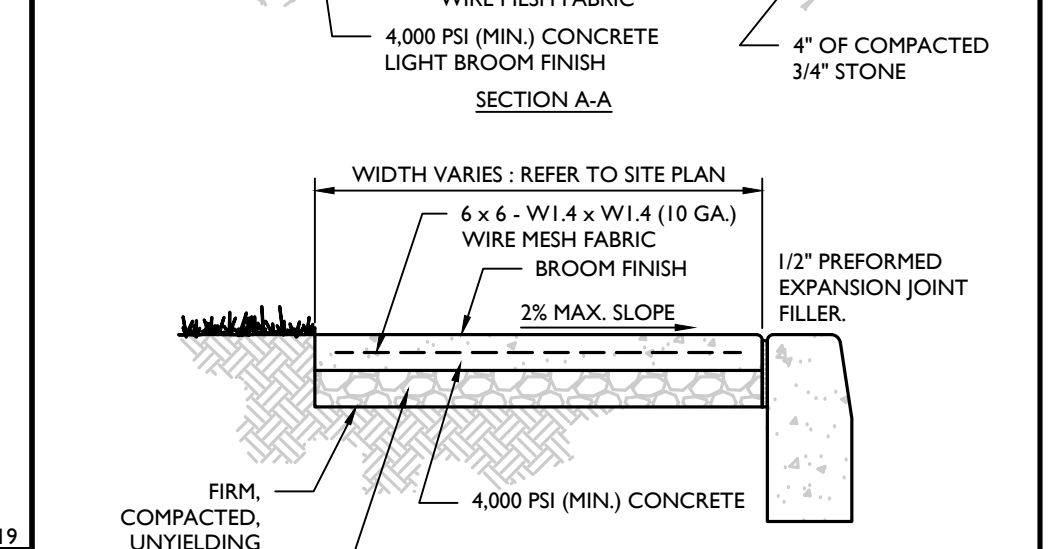 WIRE MESH FABRIC
4,000 PSI (MIN.) CONCRETE
LIGHT BROOM FINISH
4" OF COMPACTED
3/4" STONE
SECTION A-A
WIDTH VARIES : REFER TO SITE PLAN
6 x 6 - W1.4 x W1.4 (10 GA.)
WIRE MESH FABRIC
BROOM FINISH
2% MAX. SLOPE
1/2" PREFORMED
EXPANSION JOINT
FILLER.
4,000 PSI (MIN.) CONCRETE
FIRM,
COMPACTED,
UNYIELDING
19